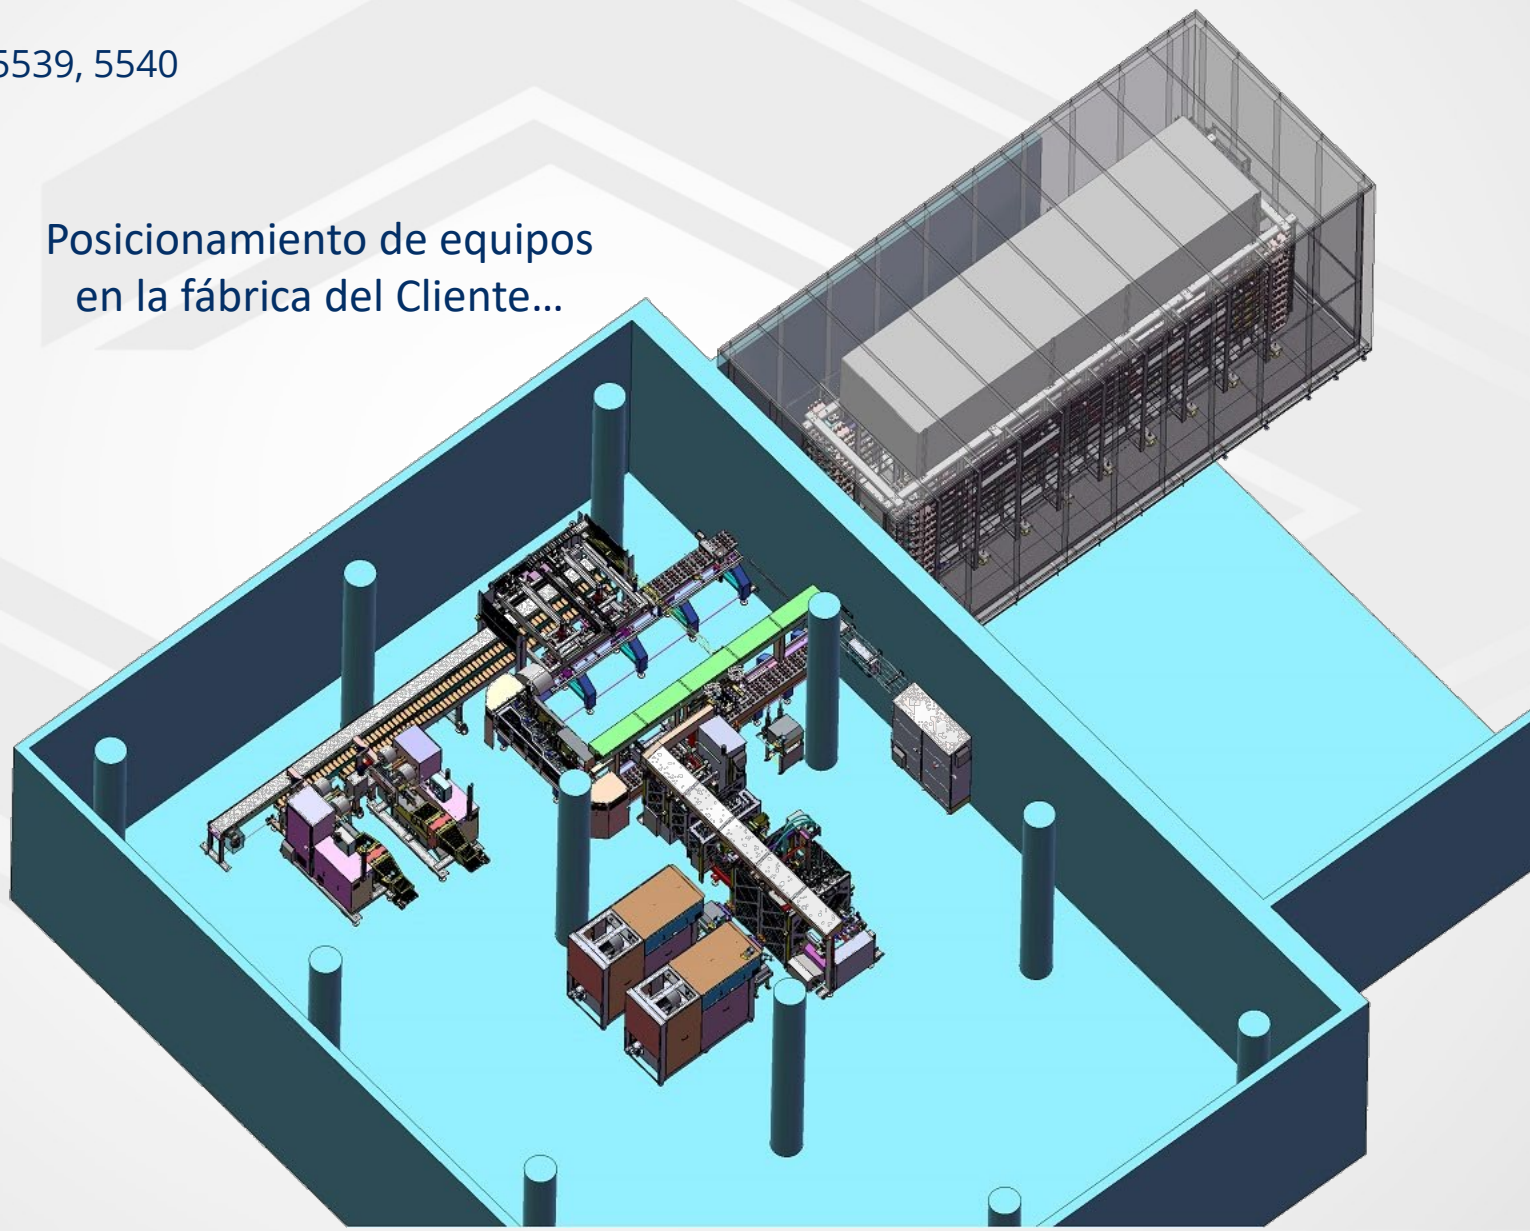 5539, 5540
Posicionamiento de equipos
en la fábrica del Cliente...